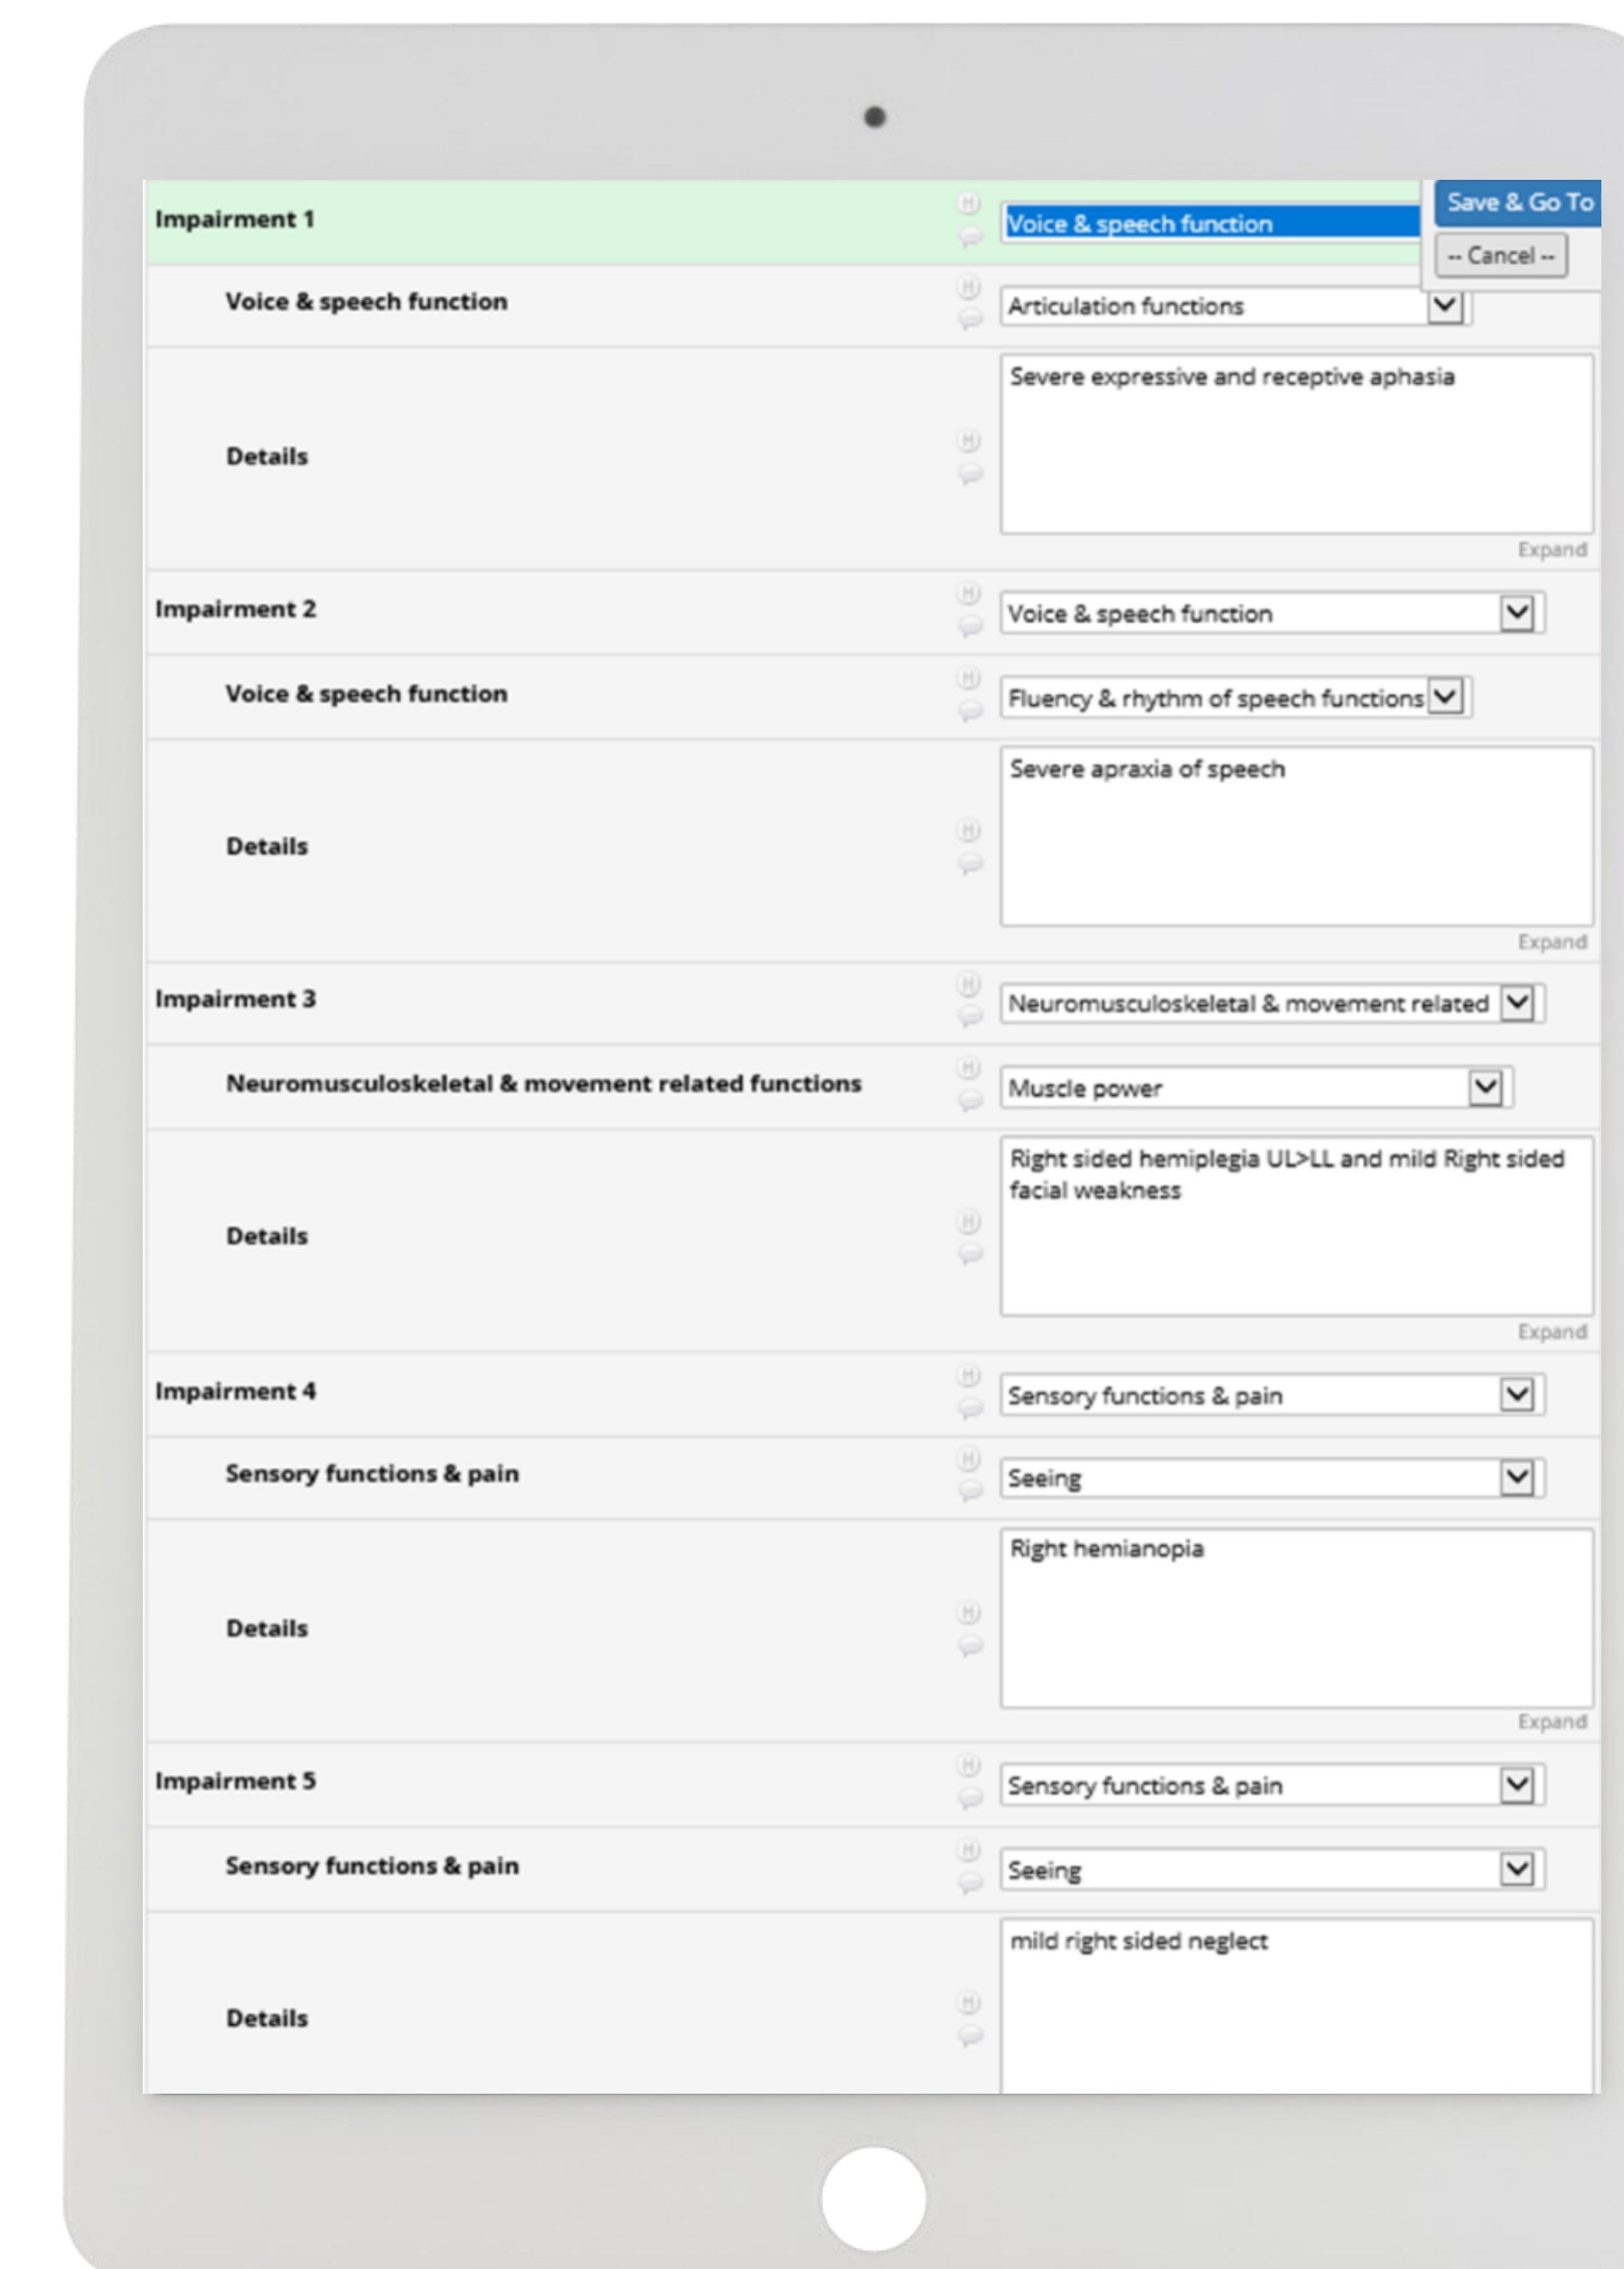 Impairment 1
H
Voice & speech function
Save & Go To
-- Cancel --
Voice & speech function
H
Articulation functions
Details
H
Severe expressive and receptive aphasia
Expand
Impairment 2
H
Voice & speech function
Voice & speech function
H
Fluency & rhythm of speech functions
Details
H
Severe apraxia of speech
Expand
Impairment 3
H
Neuromusculoskeletal & movement related
Neuromusculoskeletal & movement related functions
H
Muscle power
Details
H
Right sided hemiplegia UL>LL and mild Right sided
facial weakness
Expand
Impairment 4
H
Sensory functions & pain
Sensory functions & pain
H
Seeing
Details
H
Right hemianopia
Expand
Impairment 5
H
Sensory functions & pain
Sensory functions & pain
H
Seeing
Details
H
mild right sided neglect